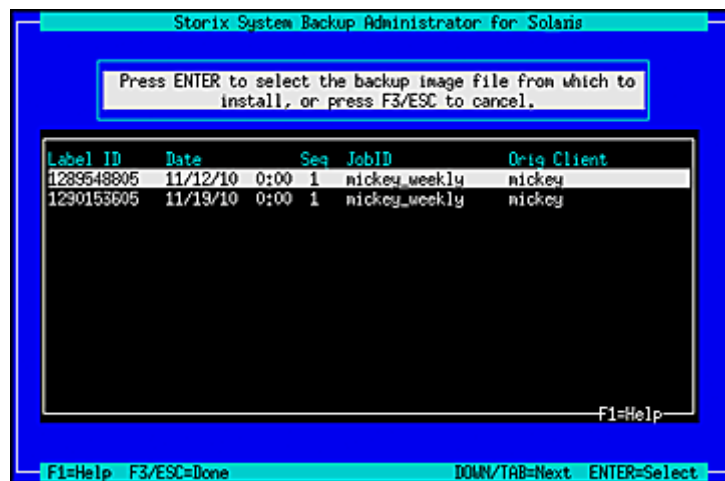 Storix System Backup Administrator for Solaris
Press ENTER to select the backup image file from which to
install, or press F3/ESC to cancel.
Label ID Date Seq JobID Orig Client
1289548805 11/12/10 0:00 1 mickey_weekly mickey
1290153605 11/19/10 0:00 1 mickey_weekly mickey
F1=Help
F1=Help F3/ESC=Done DOWN/TAB=Next ENTER=Select